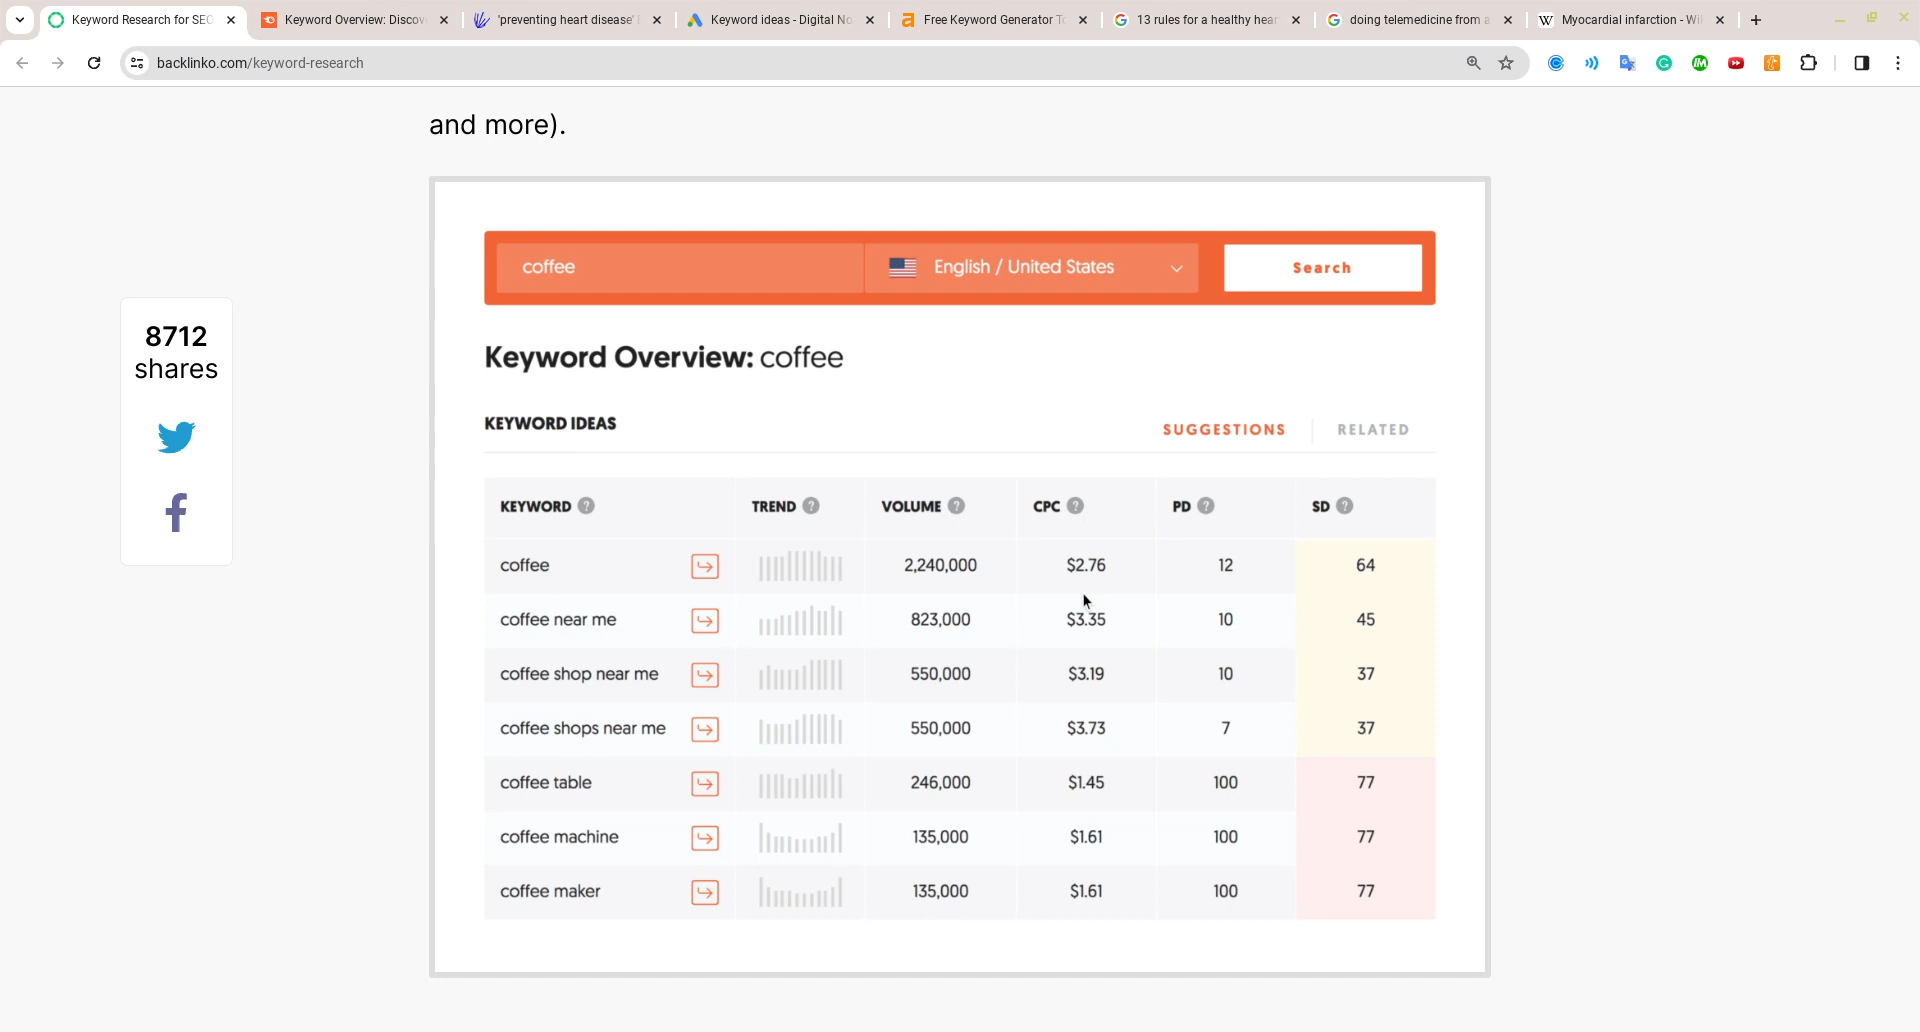 Keyword Research for SEO
Keyword Overview: Discov
'preventing heart disease'
Keyword ideas - Digital No
Free Keyword Generator To
13 rules for a healthy hear
doing telemedicine from a
W Myocardial infarction - Wi
backlinko.com/keyword-research
and more).
coffee
English / United States
Search
8712
shares
Keyword Overview: coffee
KEYWORD IDEAS
SUGGESTIONS
RELATED
KEYWORD ? TREND ? VOLUME ? CPC ? PD ? SD ?
coffee 2,240,000 $2.76 12 64
coffee near me 823,000 $3.35 10 45
coffee shop near me 550,000 $3.19 10 37
coffee shops near me 550,000 $3.73 7 37
coffee table 246,000 $1.45 100 77
coffee machine 135,000 $1.61 100 77
coffee maker 135,000 $1.61 100 77